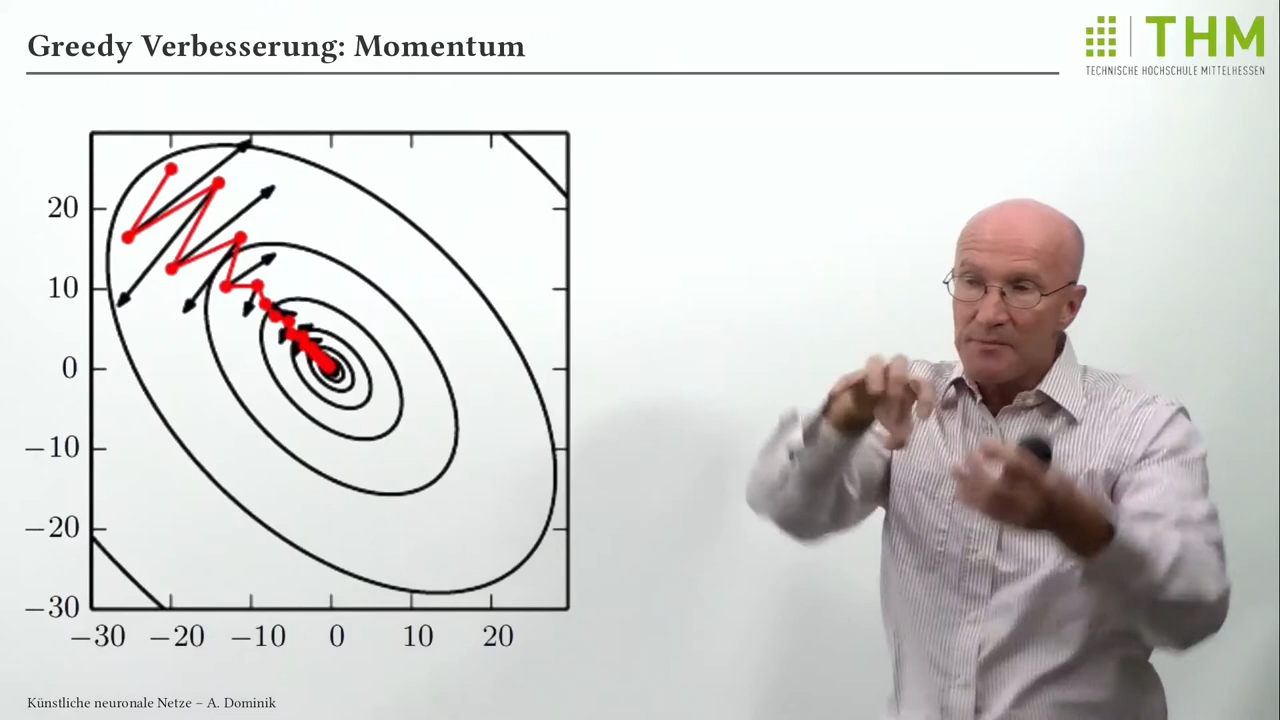 Greedy Verbesserung: Momentum
THM
TECHNISCHE HOCHSCHULE MITTELHESSEN
20
10
0
−10
−20
−30
−30 −20 −10 0 10 20
Künstliche neuronale Netze – A. Dominik